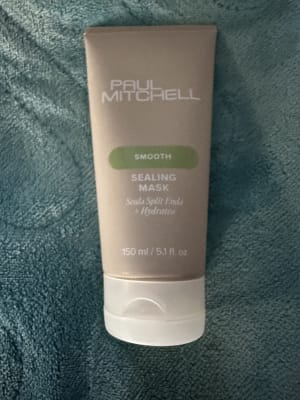 PAUL
MITCHELL
SMOOTH
SEALING
MASK
Seals Split Ends
+ Hydrates
150 ml / 5.1 fl. oz